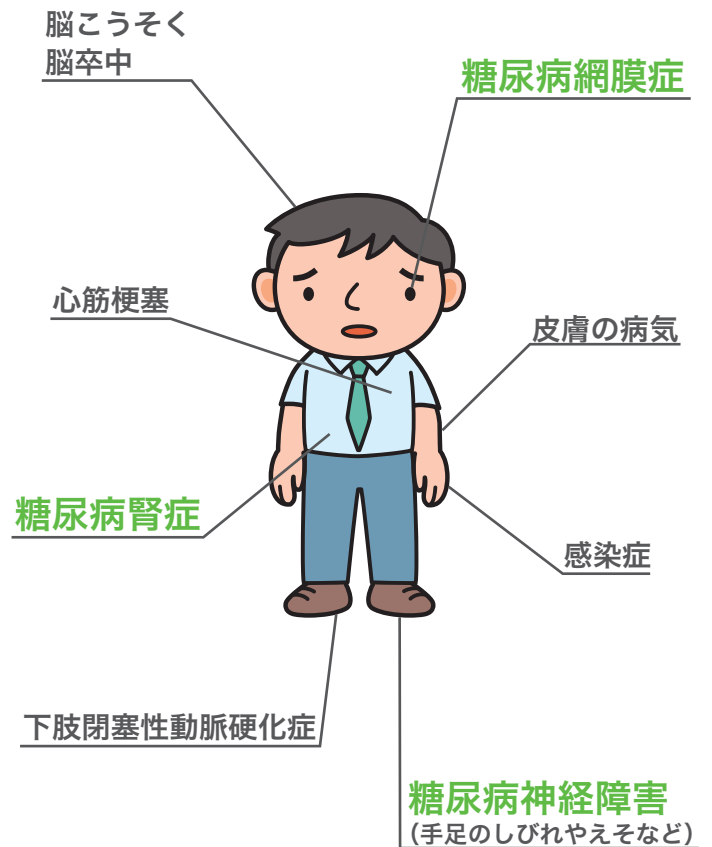 脳こうそく
脳卒中
糖尿病網膜症
心筋梗塞
皮膚の病気
糖尿病腎症
感染症
下肢閉塞性動脈硬化症
糖尿病神経障害
（手足のしびれやえそなど）